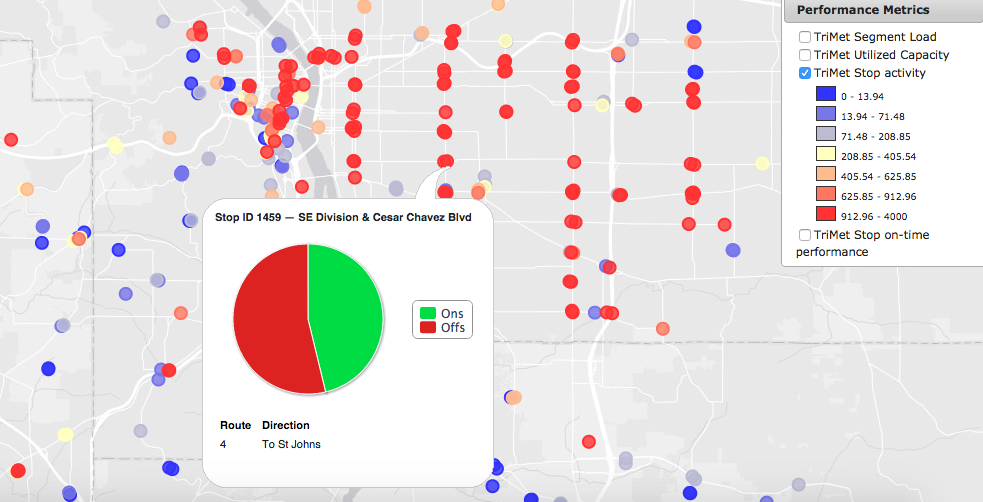 Performance Metrics
TriMet Segment Load
TriMet Utilized Capacity
TriMet Stop activity
0 - 13.94
13.94 - 71.48
71.48 - 208.85
208.85 - 405.54
405.54 - 625.85
625.85 - 912.96
912.96 - 4000
TriMet Stop on-time
performance
Stop ID 1459 — SE Division & Cesar Chavez Blvd
Ons
Offs
Route Direction
4 To St Johns